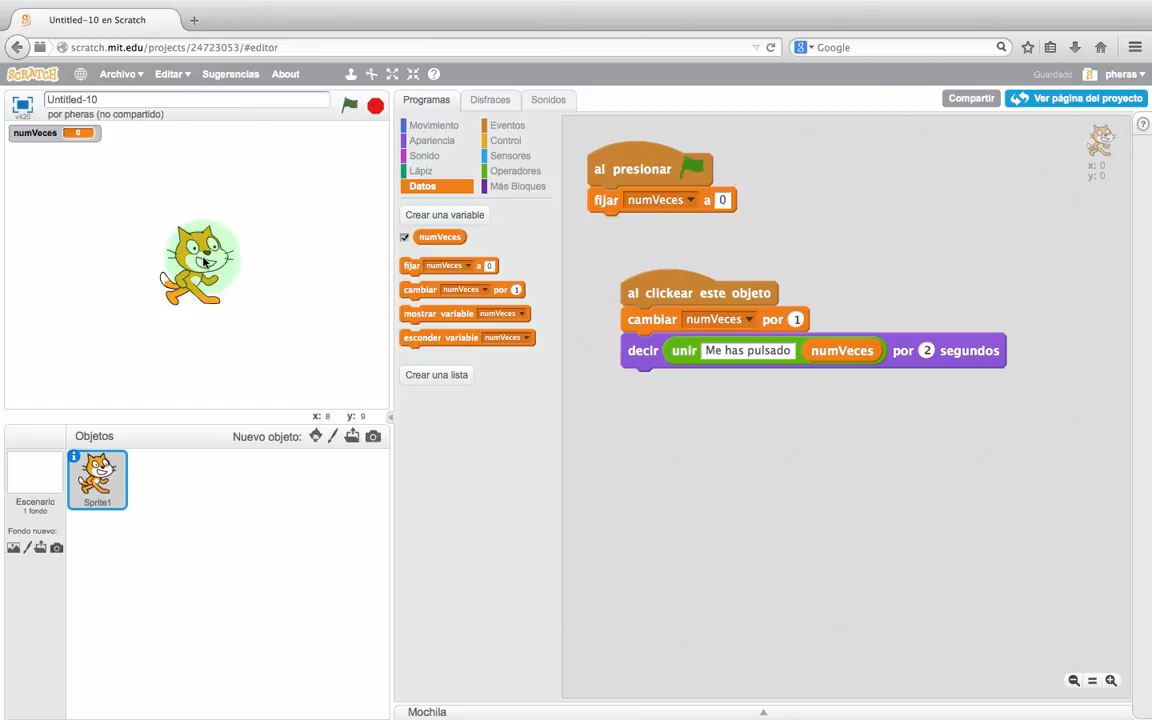 Untitled-10 en Scratch
scratch.mit.edu/projects/24723053/#editor
Google
SCRATCH Archivo Editar Sugerencias About Guardado pheras
Untitled-10
por pheras (no compartido)
v420
Programas Disfraces Sonidos Compartir Ver página del proyecto
numVeces 0
Movimiento Eventos
Apariencia Control
Sonido Sensores
Lápiz Operadores
Datos Más Bloques
Crear una variable
numVeces
fijar numVeces a 0
cambiar numVeces por 1
mostrar variable numVeces
esconder variable numVeces
Crear una lista
al presionar
fijar numVeces a 0
al clickear este objeto
cambiar numVeces por 1
decir unir Me has pulsado numVeces por 2 segundos
x: 0
y: 0
x: 8 y: 9
Objetos Nuevo objeto:
Escenario
1 fondo
Sprite1
Fondo nuevo:
Mochila